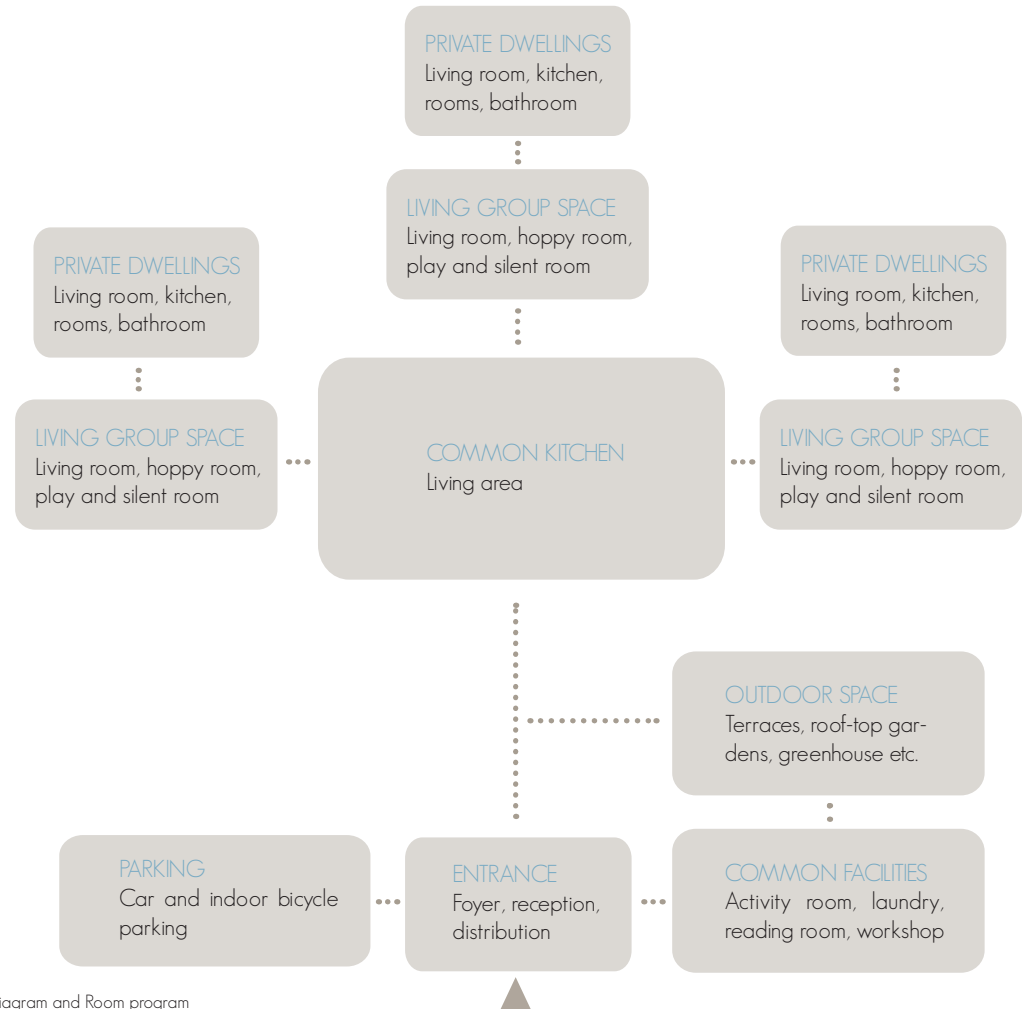 PRIVATE DWELLINGS
Living room, kitchen,
rooms, bathroom
LIVING GROUP SPACE
Living room, hoppy room,
play and silent room
PRIVATE DWELLINGS
Living room, kitchen,
rooms, bathroom
PRIVATE DWELLINGS
Living room, kitchen,
rooms, bathroom
LIVING GROUP SPACE
Living room, hoppy room,
play and silent room
COMMON KITCHEN
Living area
LIVING GROUP SPACE
Living room, hoppy room,
play and silent room
OUTDOOR SPACE
Terraces, roof-top gar-
dens, greenhouse etc.
PARKING
Car and indoor bicycle
parking
ENTRANCE
Foyer, reception,
distribution
COMMON FACILITIES
Activity room, laundry,
reading room, workshop
and Room program